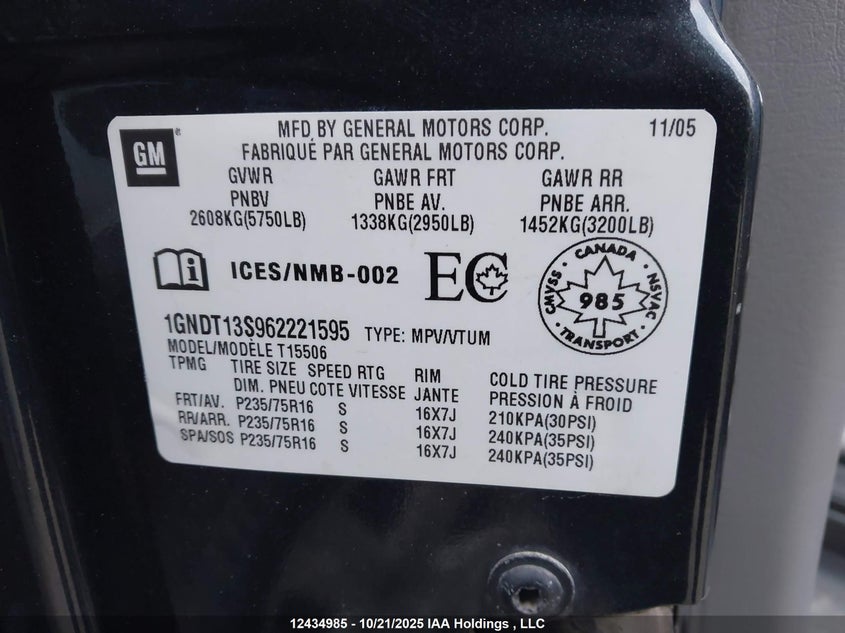 GM
MFD BY GENERAL MOTORS CORP. 11/05
FABRIQUÉ PAR GENERAL MOTORS CORP.
GVWR GAWR FRT GAWR RR
PNBV PNBE AV. PNBE ARR.
2608KG(5750LB) 1338KG(2950LB) 1452KG(3200LB)
ICES/NMB-002 EC
CANADA
CMVSS 985 NSVAC
TRANSPORT
1GNDT13S962221595 TYPE: MPV/VTUM
MODEL/MODÈLE T15506
TPMG TIRE SIZE SPEED RTG RIM COLD TIRE PRESSURE
DIM. PNEU COTE VITESSE JANTE PRESSION À FROID
FRT/AV. P235/75R16 S 16X7J 210KPA(30PSI)
RR/ARR. P235/75R16 S 16X7J 240KPA(35PSI)
SPA/SOS P235/75R16 S 16X7J 240KPA(35PSI)
12434985 - 10/21/2025 IAA Holdings , LLC